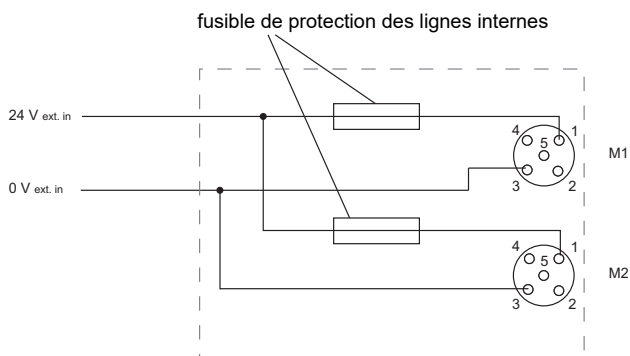 fusible de protection des lignes internes
24 V ext. in
0 V ext. in
4
1
5
3
2
M1
4
1
5
3
2
M2